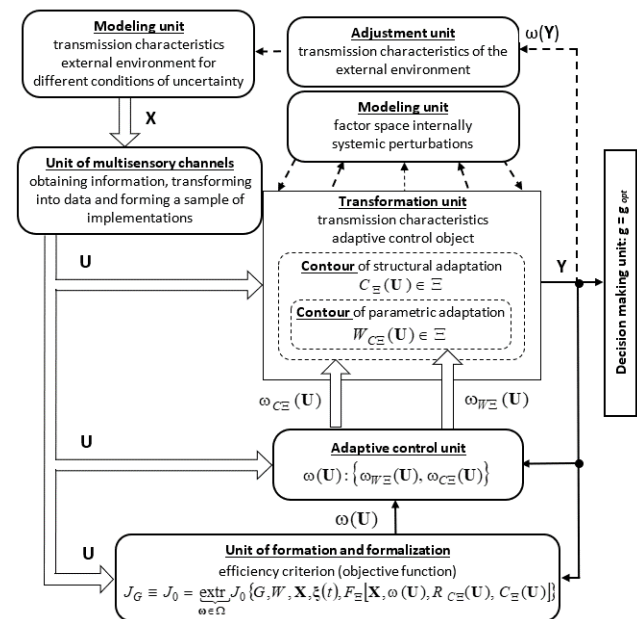 Modeling unit
transmission characteristics
external environment for
different conditions of uncertainty
Adjustment unit
transmission characteristics of the
external environment
ω(Y)
Modeling unit
factor space internally
systemic perturbations
X
Unit of multisensory channels
obtaining information, transforming
into data and forming a sample of
implementations
Transformation unit
transmission characteristics
adaptive control object
U
Contour of structural adaptation
C_Ξ(U) ∈ Ξ
Contour of parametric adaptation
W_CΞ(U) ∈ Ξ
Y
Decision making unit: g = g_opt
ω_CΞ(U)
ω_WΞ(U)
U
Adaptive control unit
ω(U):{ω_WΞ(U), ω_CΞ(U)}
ω(U)
U
Unit of formation and formalization
efficiency criterion (objective function)
J_G ≡ J_0 = extr J_0{G,W,X,ξ(t),F_Ξ[X,ω(U),R_CΞ(U),C_Ξ(U)]}
ω∈Ω